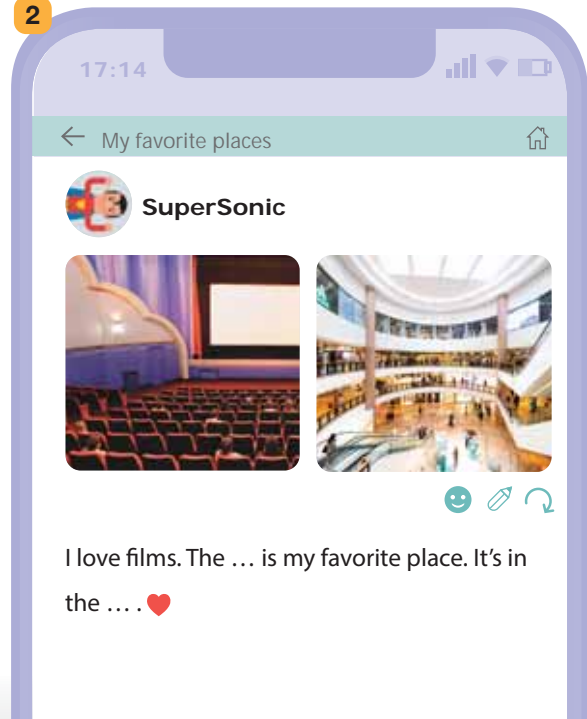 2
17:14
My favorite places
SuperSonic
I love films. The … is my favorite place. It’s in
the … .